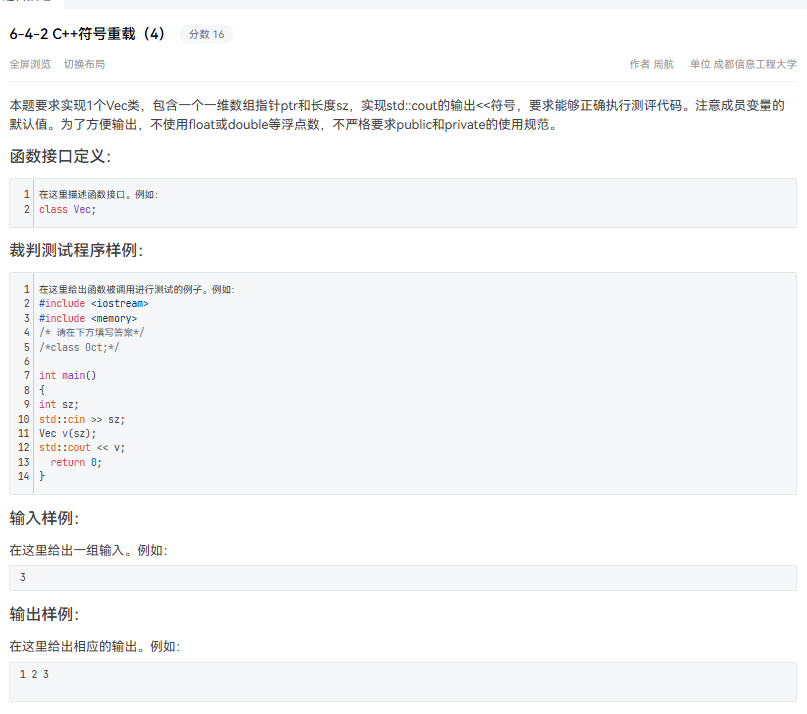 6-4-2 C++符号重载（4） 分数 16
全屏浏览 切换布局 作者 周航 单位 成都信息工程大学
本题要求实现1个Vec类，包含一个一维数组指针ptr和长度sz，实现std::cout的输出<<符号，要求能够正确执行测评代码。注意成员变量的
默认值。为了方便输出，不使用float或double等浮点数，不严格要求public和private的使用规范。
函数接口定义：
1 在这里描述函数接口。例如：
2 class Vec;
裁判测试程序样例：
1 在这里给出函数被调用进行测试的例子。例如：
2 #include <iostream>
3 #include <memory>
4 /* 请在下方填写答案*/
5 /*class Oct;*/
6
7 int main()
8 {
9 int sz;
10 std::cin >> sz;
11 Vec v(sz);
12 std::cout << v;
13 return 0;
14 }
输入样例：
在这里给出一组输入。例如：
3
输出样例：
在这里给出相应的输出。例如：
1 2 3